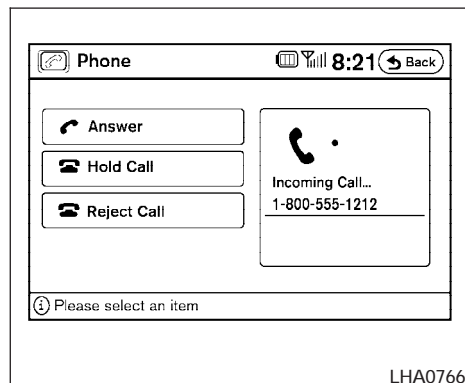 Phone 8:21 Back
Answer
Hold Call
Reject Call
Incoming Call...
1-800-555-1212
i Please select an item
LHA0766